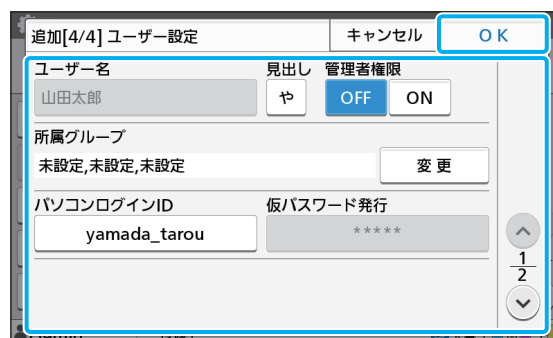 追加[4/4] ユーザー設定 キャンセル OK
ユーザー名 見出し 管理者権限
山田太郎 や OFF ON
所属グループ
未設定,未設定,未設定 変更
パソコンログインID 仮パスワード発行
yamada_tarou *****
1
2